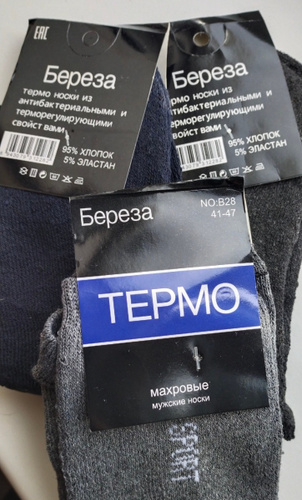 EAC
Береза
термо носки из
антибактериальными и
терморегулирующими
свойст вами
95% ХЛОПОК
5% ЭЛАСТАН
Береза
термо носки из
антибактериальными и
терморегулирующими
свойст вами
95% ХЛОПОК
5% ЭЛАСТАН
Береза
NO:B28
41-47
ТЕРМО
махровые
мужские носки
SPORT